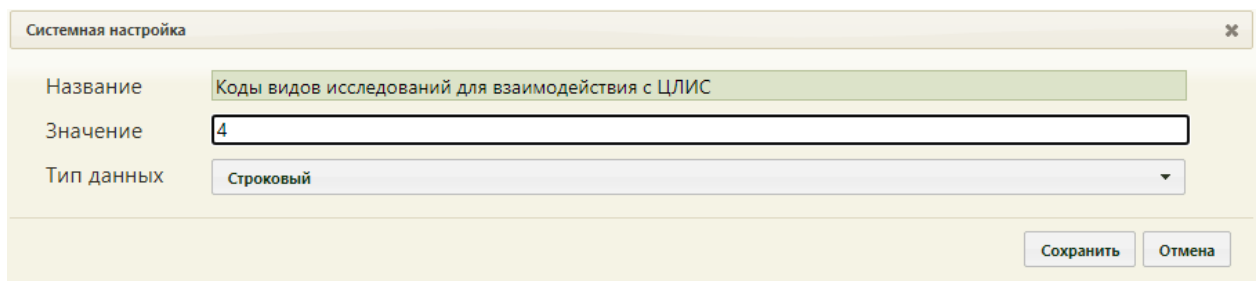 Системная настройка
Название Коды видов исследований для взаимодействия с ЦЛИС
Значение 4
Тип данных Строковый
Сохранить Отмена